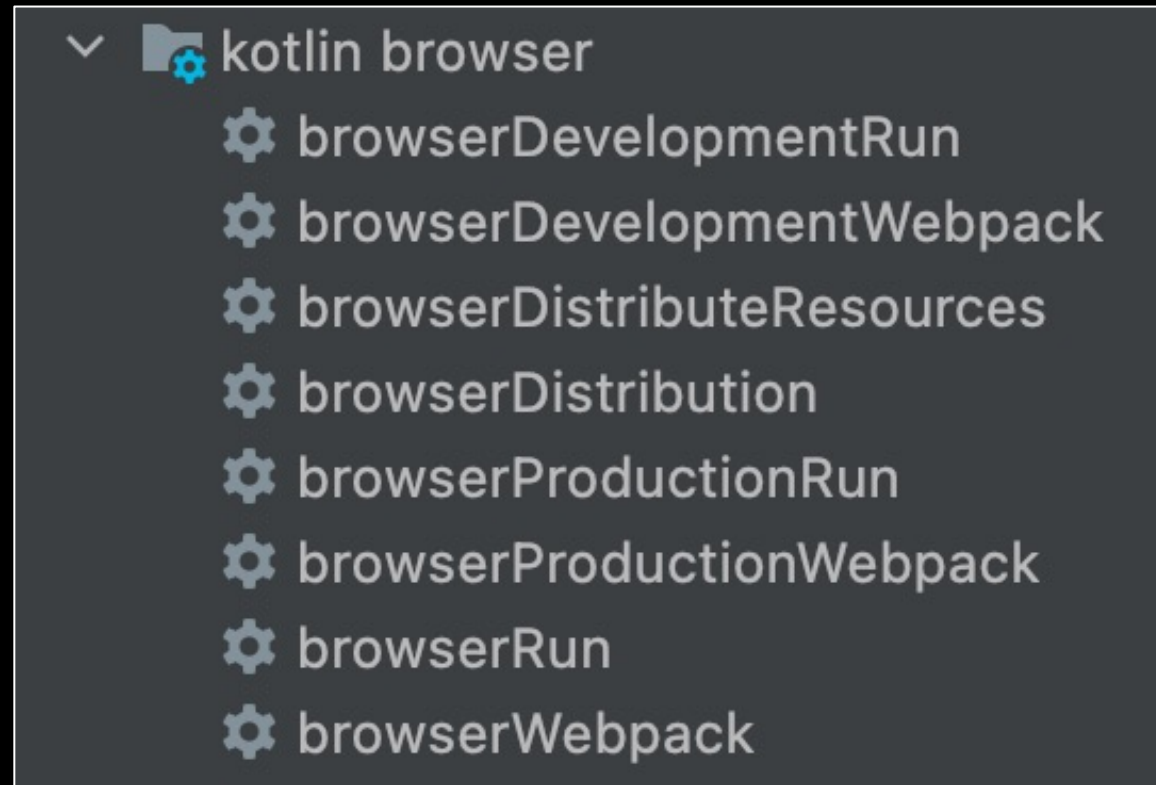 kotlin browser
browserDevelopmentRun
browserDevelopmentWebpack
browserDistributeResources
browserDistribution
browserProductionRun
browserProductionWebpack
browserRun
browserWebpack